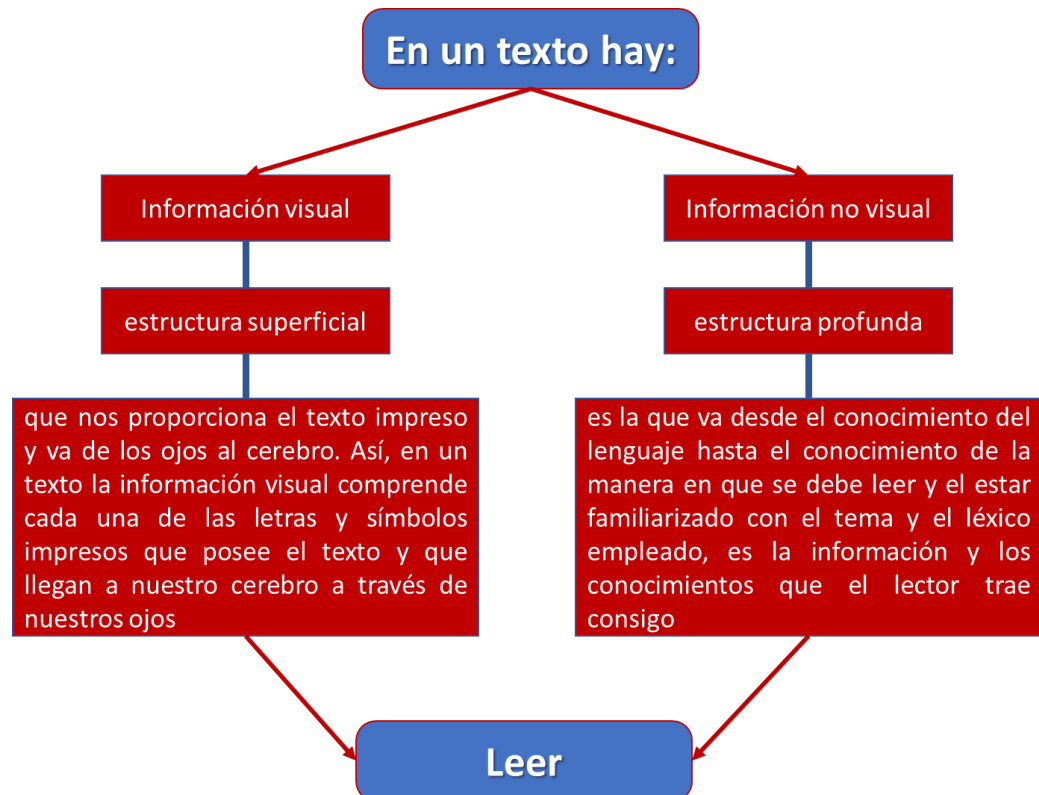 En un texto hay:
Información visual
Información no visual
estructura superficial
estructura profunda
que nos proporciona el texto impreso
y va de los ojos al cerebro. Así, en un
texto la información visual comprende
cada una de las letras y símbolos
impresos que posee el texto y que
llegan a nuestro cerebro a través de
nuestros ojos
es la que va desde el conocimiento del
lenguaje hasta el conocimiento de la
manera en que se debe leer y el estar
familiarizado con el tema y el léxico
empleado, es la información y los
conocimientos que el lector trae
consigo
Leer